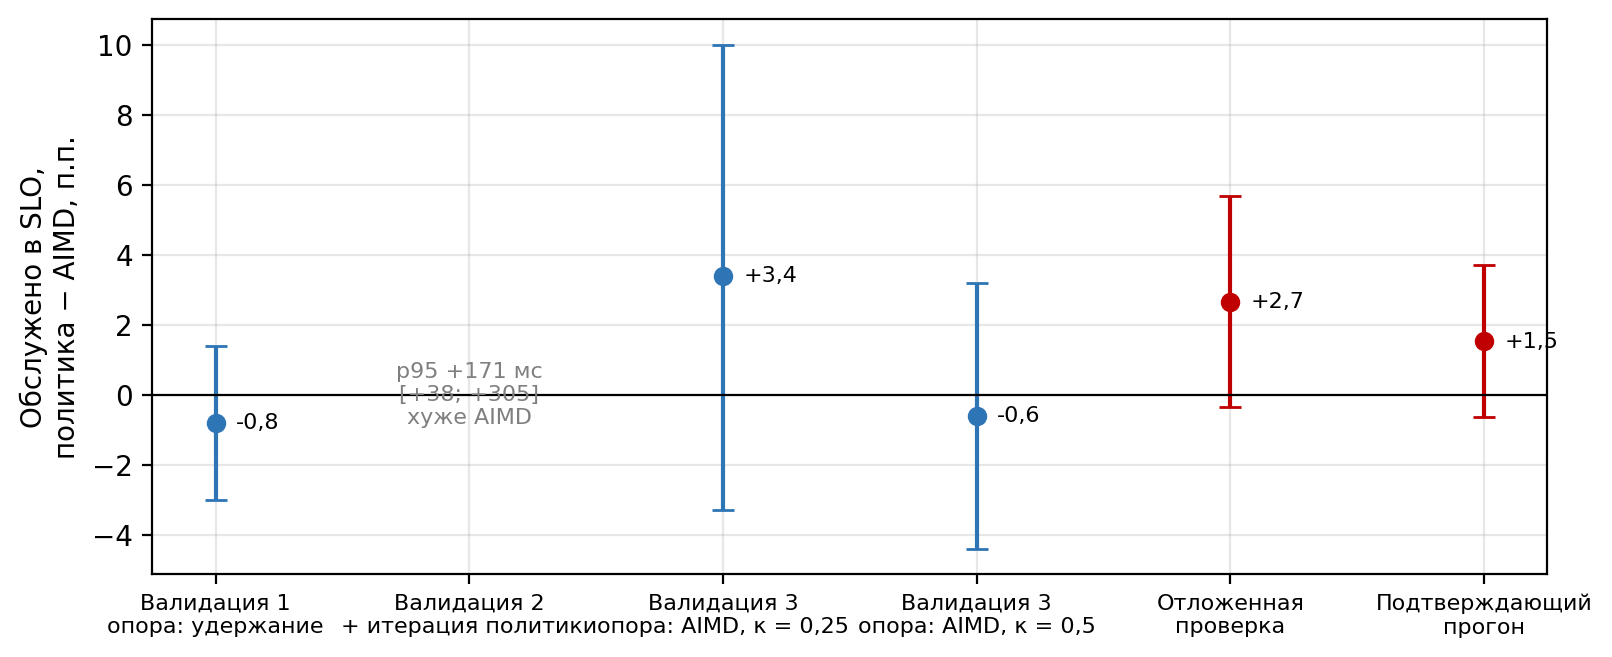 Обслужено в SLO,
политика − AIMD, п.п.
10
8
6
4
2
0
−2
−4
-0,8
p95 +171 мс
[+38; +305]
хуже AIMD
+3,4
-0,6
+2,7
+1,5
Валидация 1
опора: удержание
Валидация 2
+ итерация политики
Валидация 3
опора: AIMD, κ = 0,25
Валидация 3
опора: AIMD, κ = 0,5
Отложенная
проверка
Подтверждающий
прогон